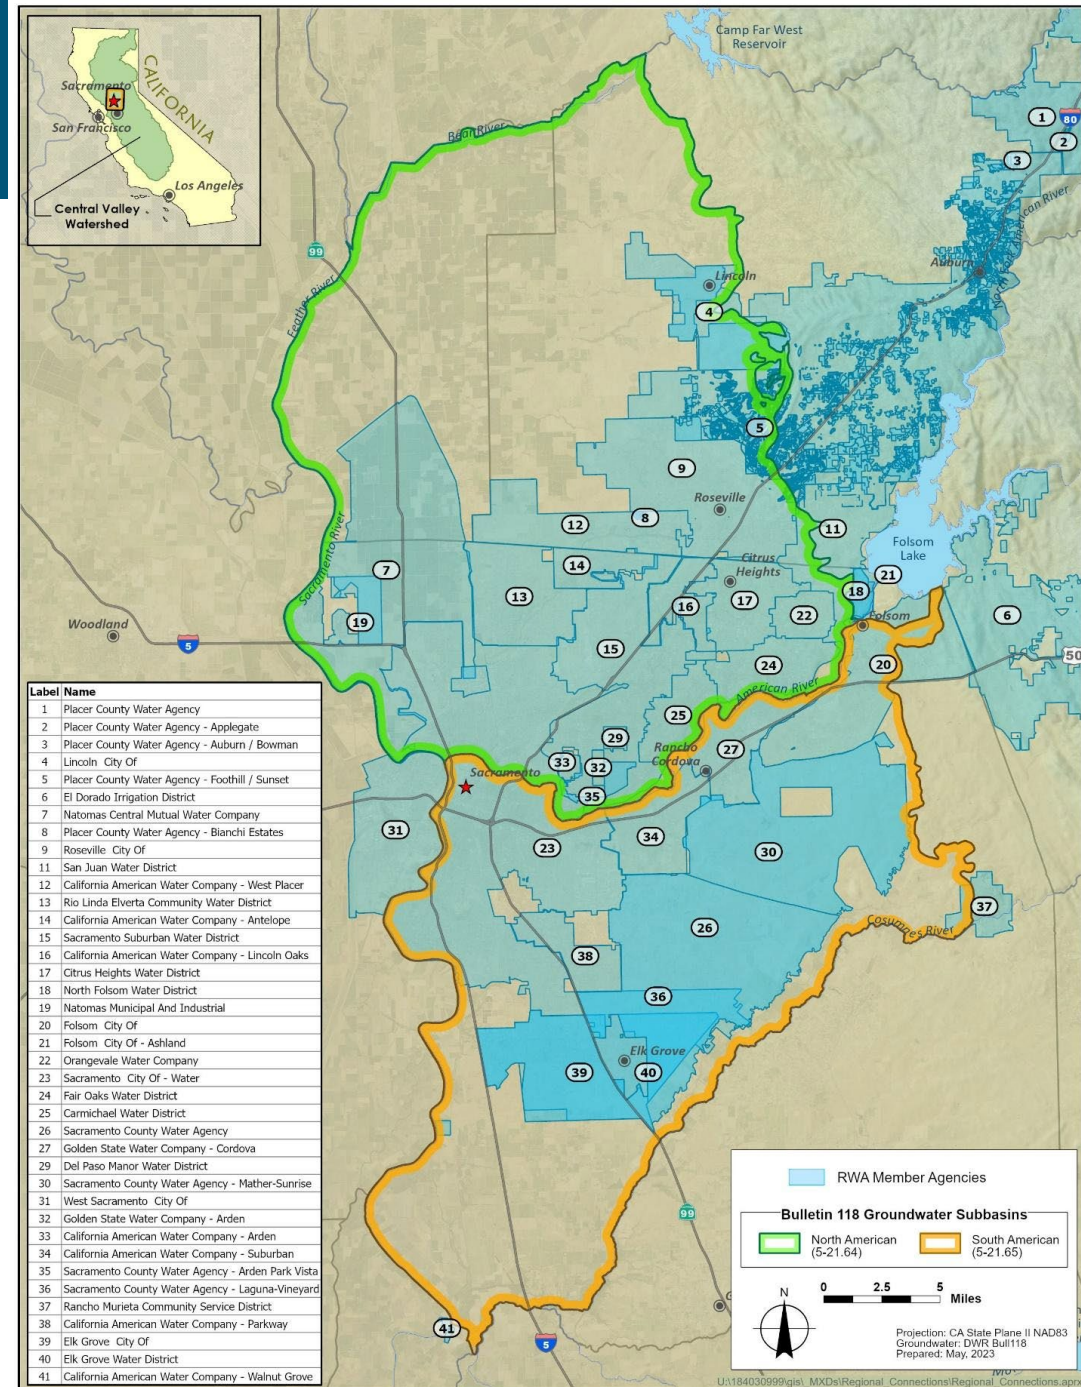 Sacramento
San Francisco
CALIFORNIA
Los Angeles
Central Valley
Watershed
Camp Far West
Reservoir
Bear River
1
80
2
3
North Fork American River
99
Feather River
Auburn
Lincoln
4
5
9
Roseville
8
12
11
Folsom
Lake
Sacramento River
7
14
Citrus
Heights
21
13
18
16
17
22
6
Woodland
19
Folsom
5
15
24
20
50
American River
25
29
Rancho
Cordova
27
33
32
Sacramento
35
31
23
34
30
37
Cosumnes River
26
38
36
Elk Grove
39
40
99
41
5
Label Name
1 Placer County Water Agency
2 Placer County Water Agency - Applegate
3 Placer County Water Agency - Auburn / Bowman
4 Lincoln City Of
5 Placer County Water Agency - Foothill / Sunset
6 El Dorado Irrigation District
7 Natomas Central Mutual Water Company
8 Placer County Water Agency - Bianchi Estates
9 Roseville City Of
11 San Juan Water District
12 California American Water Company - West Placer
13 Rio Linda Elverta Community Water District
14 California American Water Company - Antelope
15 Sacramento Suburban Water District
16 California American Water Company - Lincoln Oaks
17 Citrus Heights Water District
18 North Folsom Water District
19 Natomas Municipal And Industrial
20 Folsom City Of
21 Folsom City Of - Ashland
22 Orangevale Water Company
23 Sacramento City Of - Water
24 Fair Oaks Water District
25 Carmichael Water District
26 Sacramento County Water Agency
27 Golden State Water Company - Cordova
29 Del Paso Manor Water District
30 Sacramento County Water Agency - Mather-Sunrise
31 West Sacramento City Of
32 Golden State Water Company - Arden
33 California American Water Company - Arden
34 California American Water Company - Suburban
35 Sacramento County Water Agency - Arden Park Vista
36 Sacramento County Water Agency - Laguna-Vineyard
37 Rancho Murieta Community Service District
38 California American Water Company - Parkway
39 Elk Grove City Of
40 Elk Grove Water District
41 California American Water Company - Walnut Grove
RWA Member Agencies
Bulletin 118 Groundwater Subbasins
North American
(5-21.64)
South American
(5-21.65)
N
0 2.5 5
Miles
Projection: CA State Plane II NAD83
Groundwater: DWR Bull118
Prepared: May, 2023
U:\184030999\gis\_MXDs\Regional_Connections\Regional_Connections.aprx